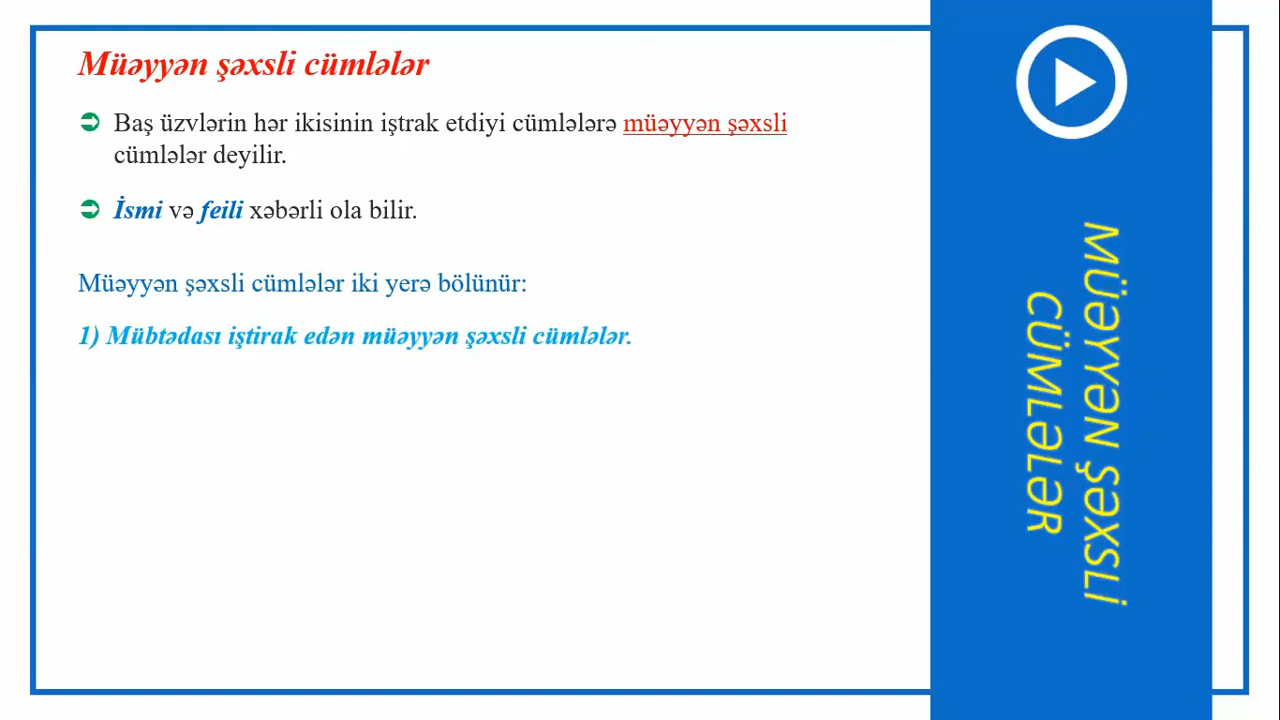 Müəyyən şəxsli cümlələr
Baş üzvlərin hər ikisinin iştrak etdiyi cümlələrə müəyyən şəxsli
cümlələr deyilir.
İsmi və feili xəbərli ola bilir.
Müəyyən şəxsli cümlələr iki yerə bölünür:
1) Mübtədası iştirak edən müəyyən şəxsli cümlələr.
MÜƏYYƏN ŞƏXSLİ
CÜMLƏLƏR